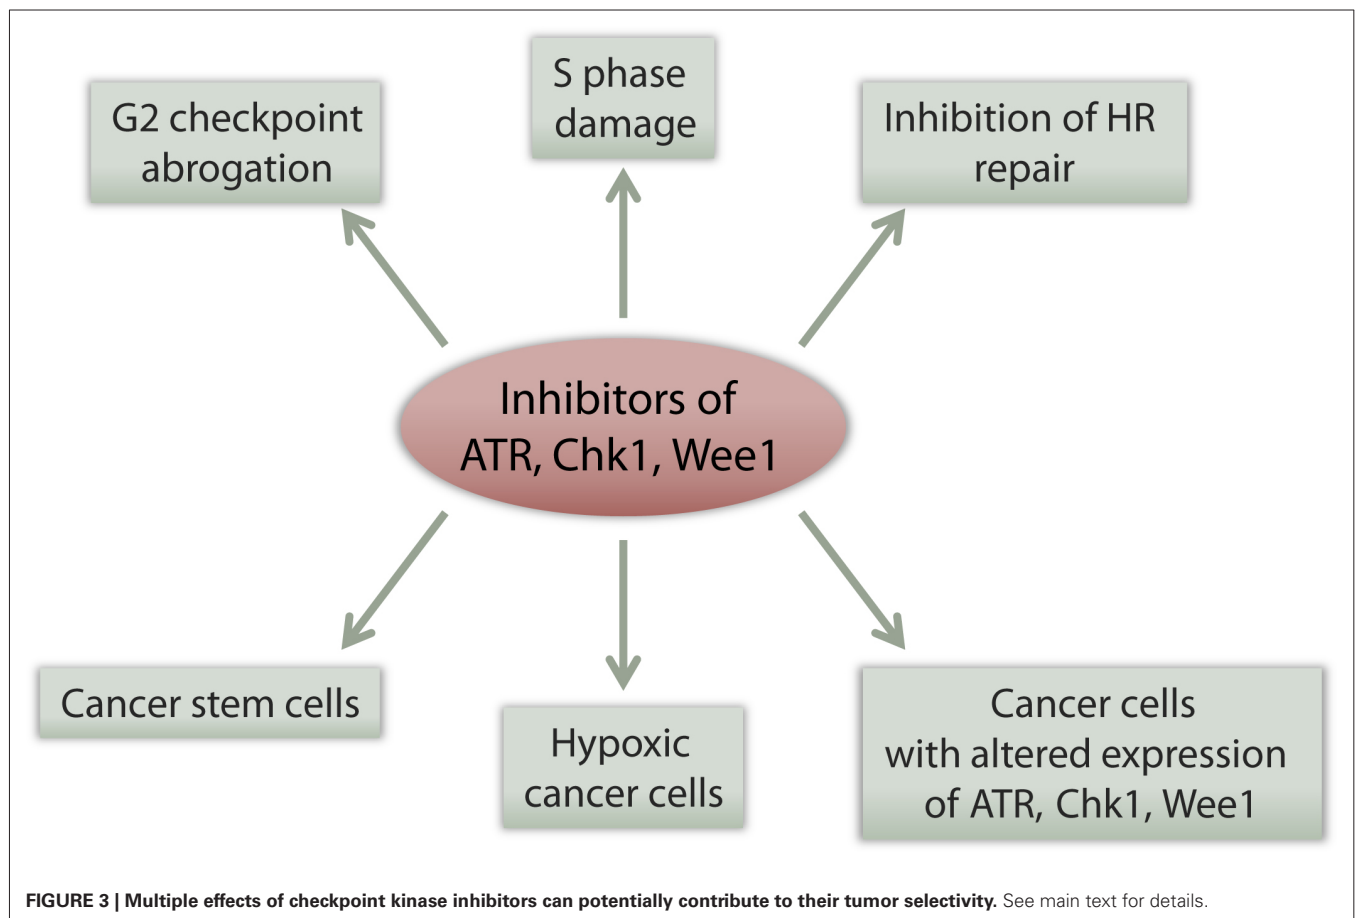 S phase
damage
G2 checkpoint
abrogation
Inhibition of HR
repair
Inhibitors of
ATR, Chk1, Wee1
Cancer stem cells
Hypoxic
cancer cells
Cancer cells
with altered expression
of ATR, Chk1, Wee1
FIGURE 3 | Multiple effects of checkpoint kinase inhibitors can potentially contribute to their tumor selectivity. See main text for details.